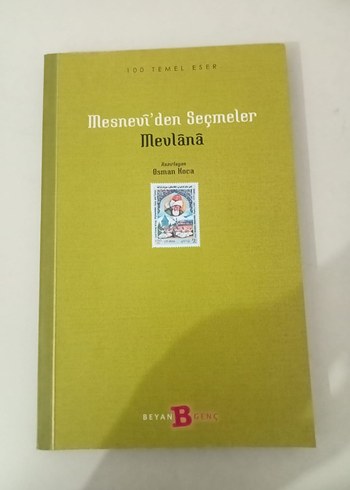 100 TEMEL ESER
Mesnevî'den Seçmeler
Mevlânâ
Hazırlayan
Osman Koca
BEYAN B GENÇ